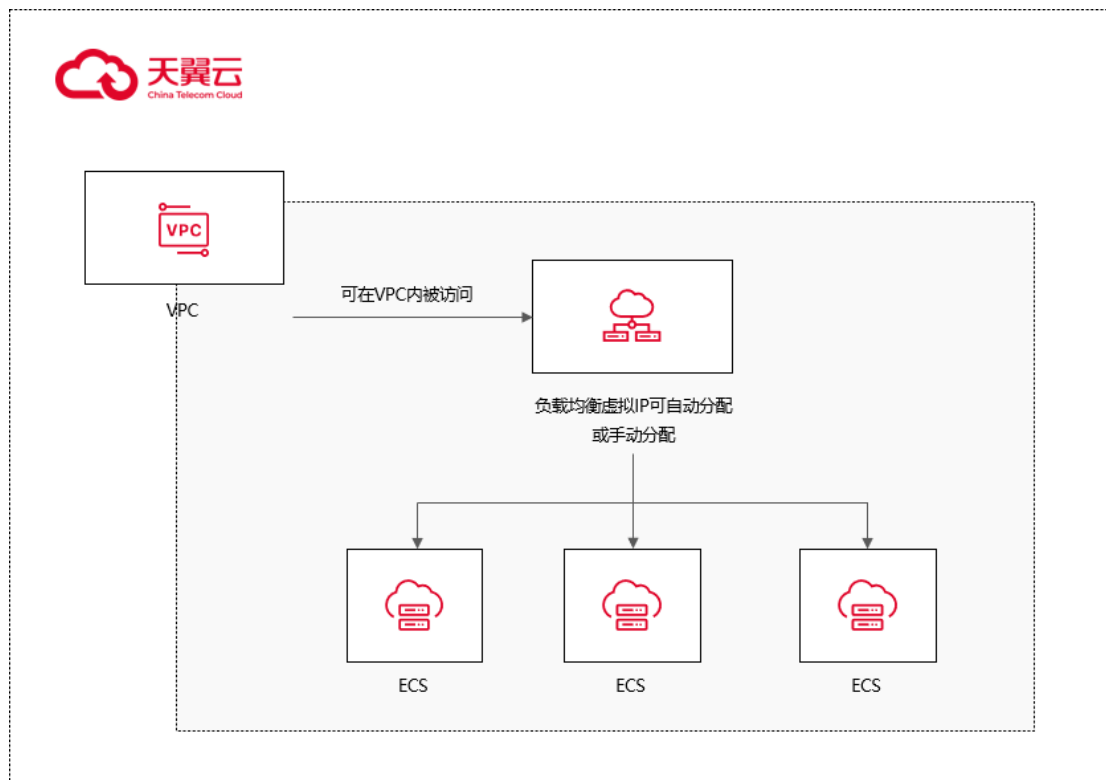 天翼云
China Telecom Cloud
VPC
VPC
可在VPC内被访问
负载均衡虚拟IP可自动分配
或手动分配
ECS
ECS
ECS